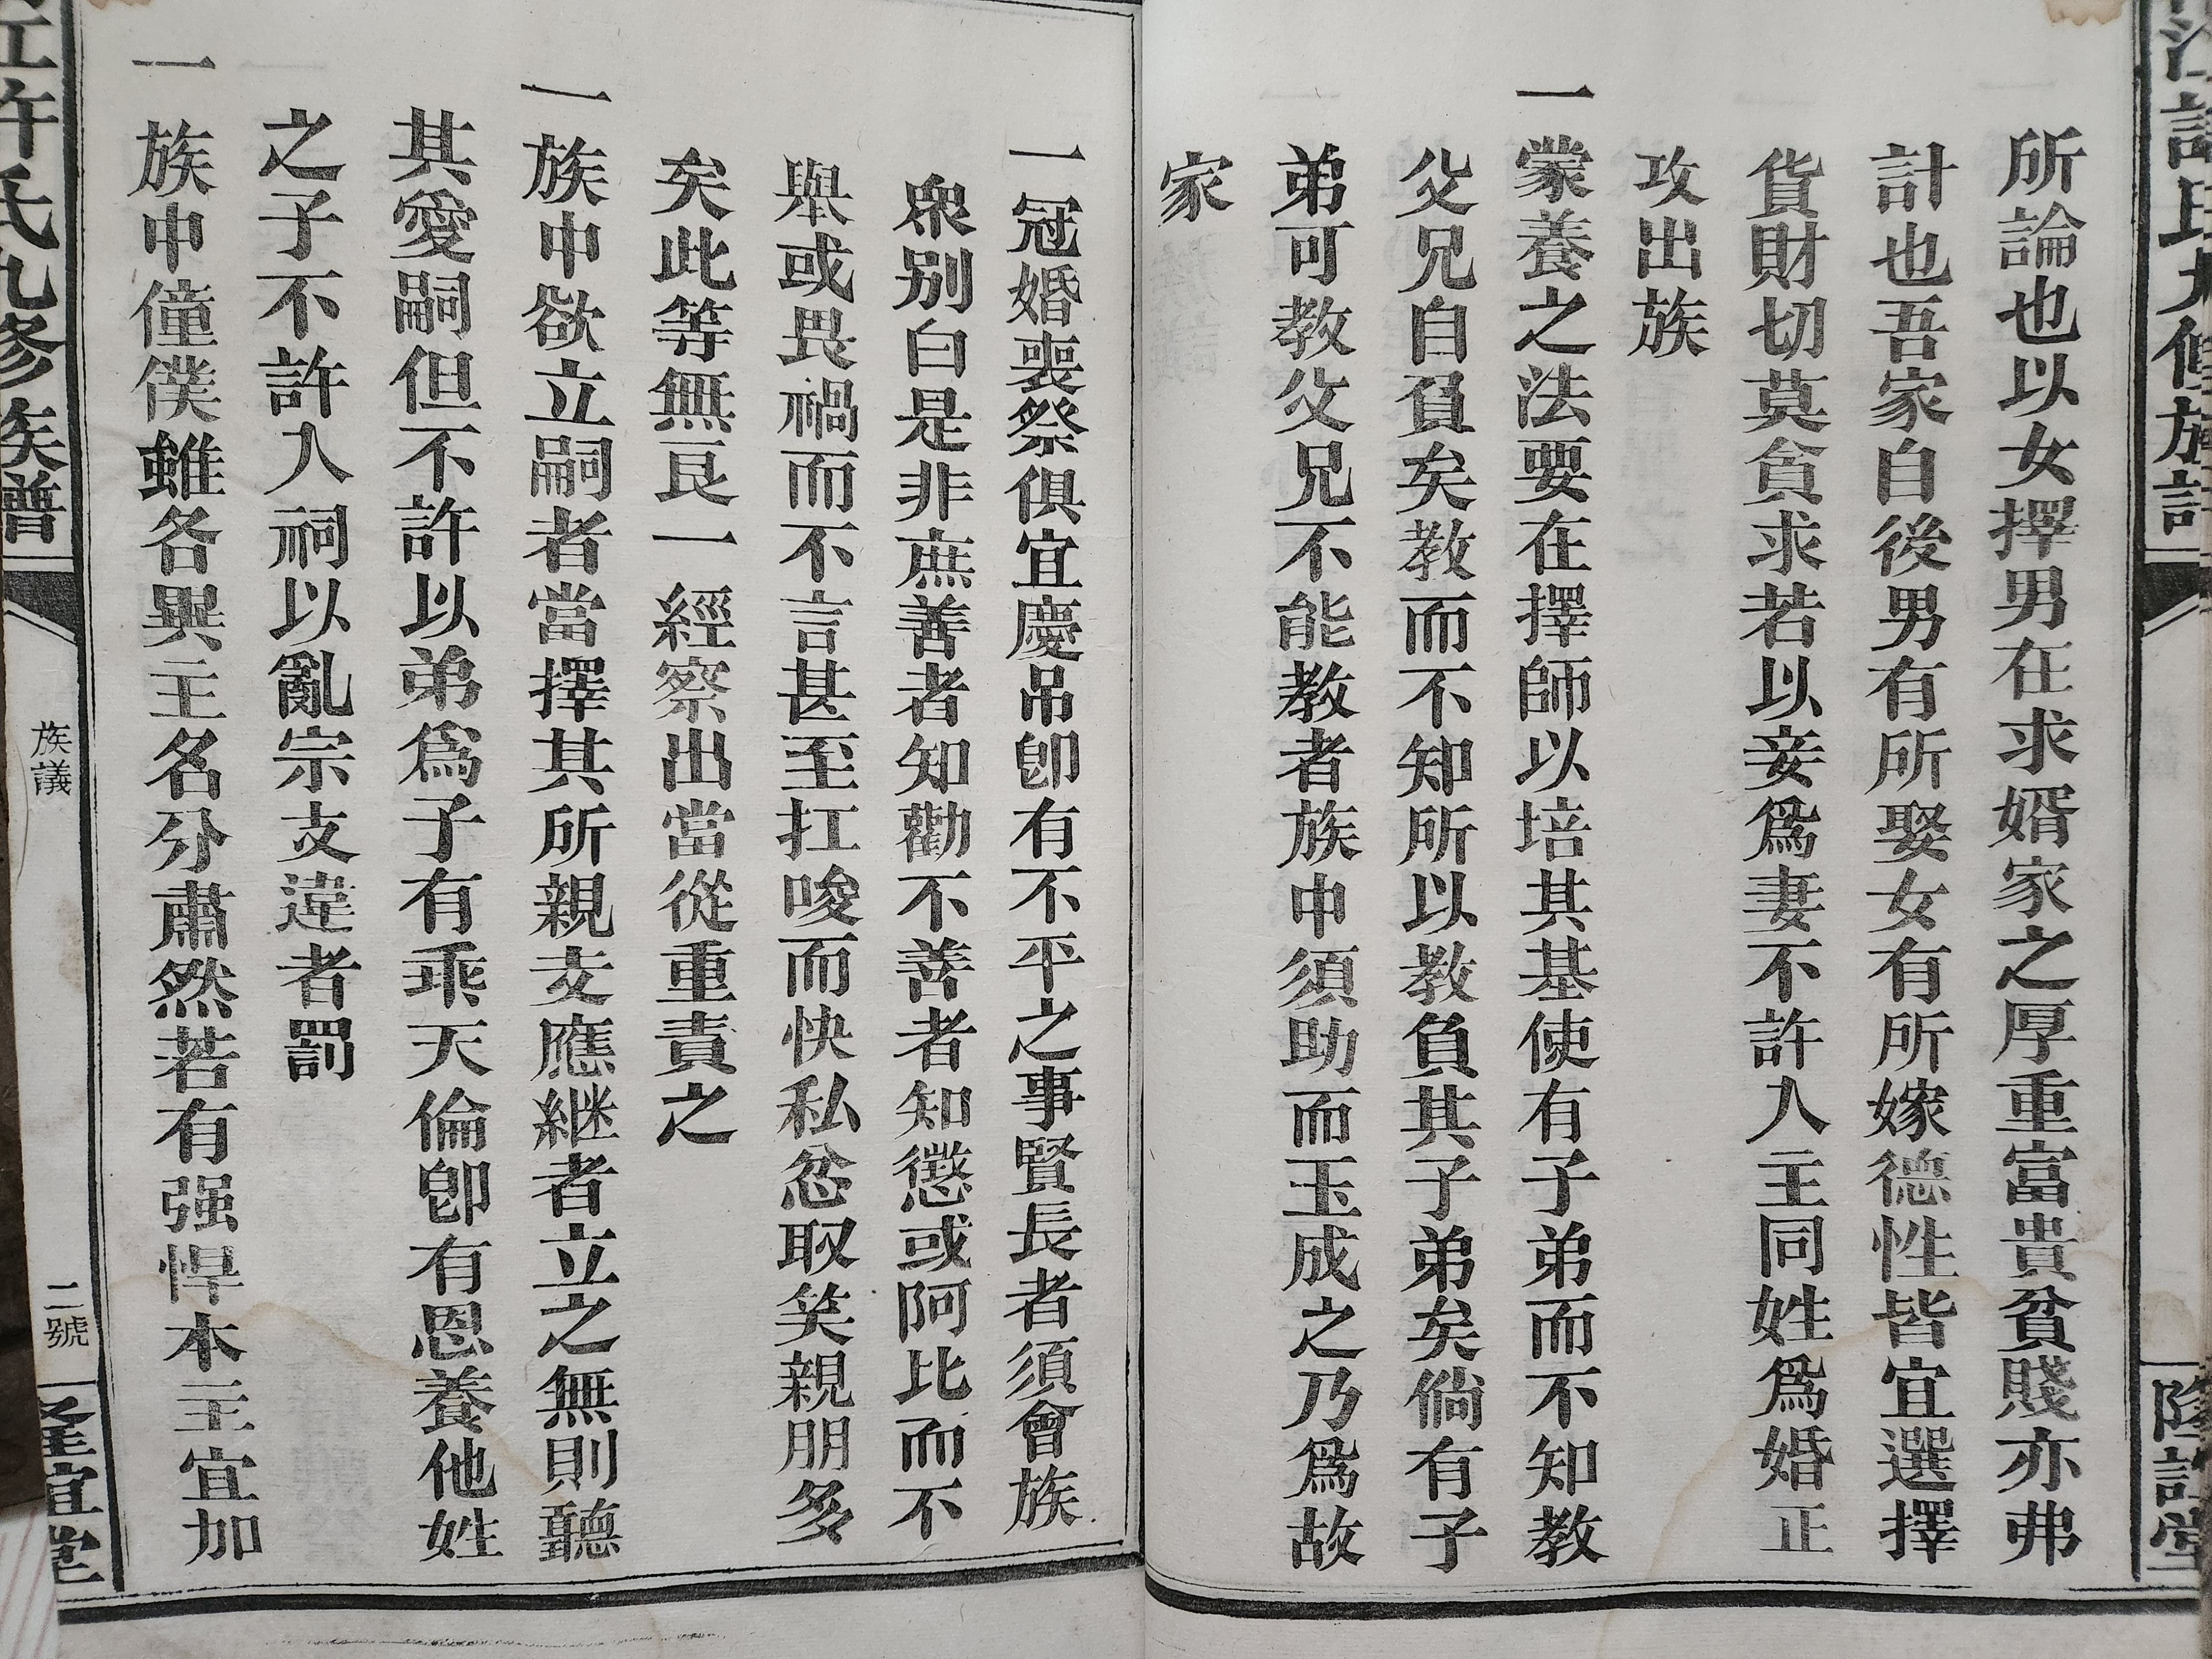 所論也以女擇男在求婿家之厚重富貴貧賤亦弗
計也吾家自後男有所娶女有所嫁德性皆宜選擇
貨財切莫貪求若以妾爲妻不許入主同姓爲婚正
攻出族
一蒙養之法要在擇師以培其基使有子弟而不知教
父兄自負矣教而不知所以教負其子弟矣倘有子
弟可教父兄不能教者族中須助而玉成之乃爲故
家
一冠婚喪祭俱宜慶吊卽有不平之事賢長者須會族
衆别白是非庶善者知勸不善者知懲或阿比而不
舉或畏禍而不言甚至扛唆而快私忿取笑親朋多
矣此等無良一經察出當從重責之
一族中欲立嗣者當擇其所親支應継者立之無則聽
其愛嗣但不許以弟爲子有乖天倫卽有恩養他姓
之子不許入祠以亂宗支違者罰
一族中僮僕雖各異主名分肅然若有强悍本主宜加
江許氏九修族譜
族議
二號
隆宜堂